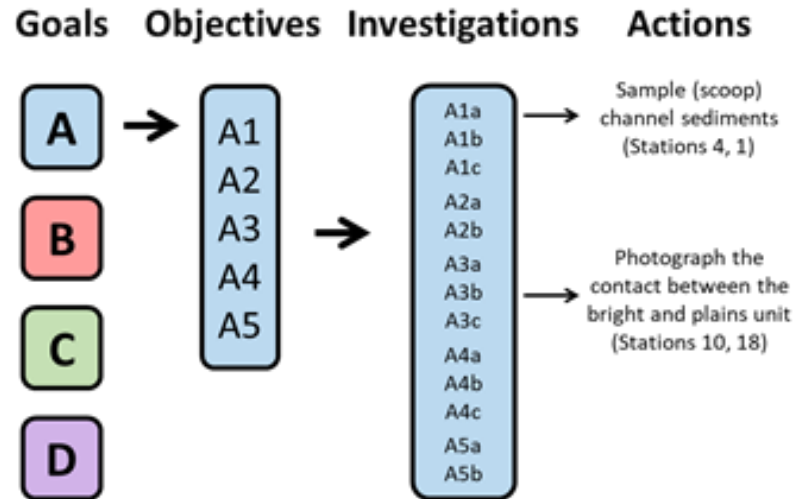 Goals Objectives Investigations Actions
A
B
C
D
A1
A2
A3
A4
A5
A1a
A1b
A1c
A2a
A2b
A3a
A3b
A3c
A4a
A4b
A4c
A5a
A5b
Sample (scoop)
channel sediments
(Stations 4, 1)
Photograph the
contact between the
bright and plains unit
(Stations 10, 18)